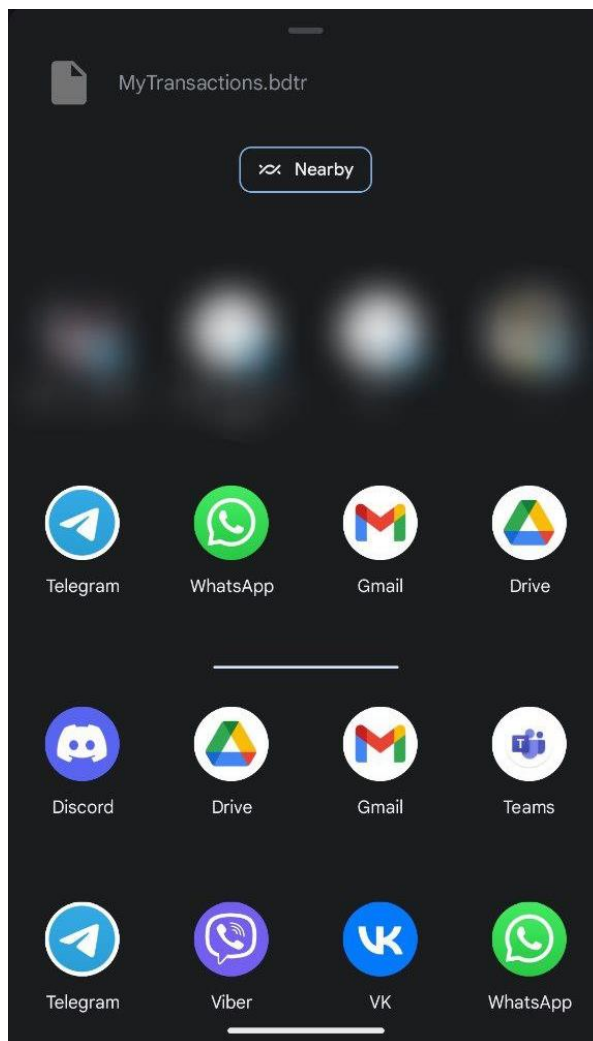 MyTransactions.bdtr
Nearby
Telegram WhatsApp Gmail Drive
Discord Drive Gmail Teams
Telegram Viber VK WhatsApp